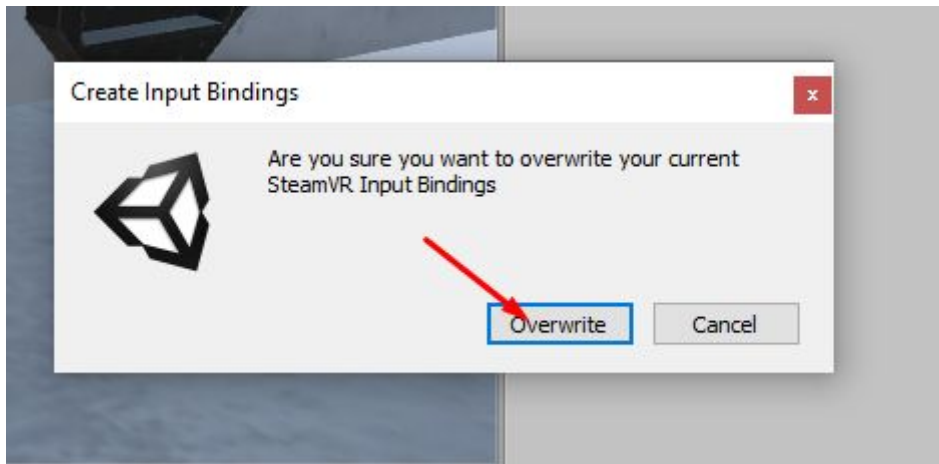 Create Input Bindings
x
Are you sure you want to overwrite your current
SteamVR Input Bindings
Overwrite
Cancel